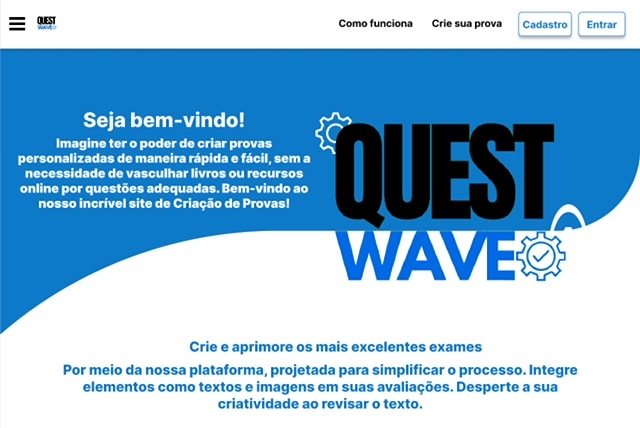 QUEST
WAVE
Como funciona
Crie sua prova
Cadastro
Entrar
Seja bem-vindo!
Imagine ter o poder de criar provas
personalizadas de maneira rápida e fácil, sem a
necessidade de vasculhar livros ou recursos
online por questões adequadas. Bem-vindo ao
nosso incrível site de Criação de Provas!
QUEST
WAVE
Crie e aprimore os mais excelentes exames
Por meio da nossa plataforma, projetada para simplificar o processo. Integre
elementos como textos e imagens em suas avaliações. Desperte a sua
criatividade ao revisar o texto.